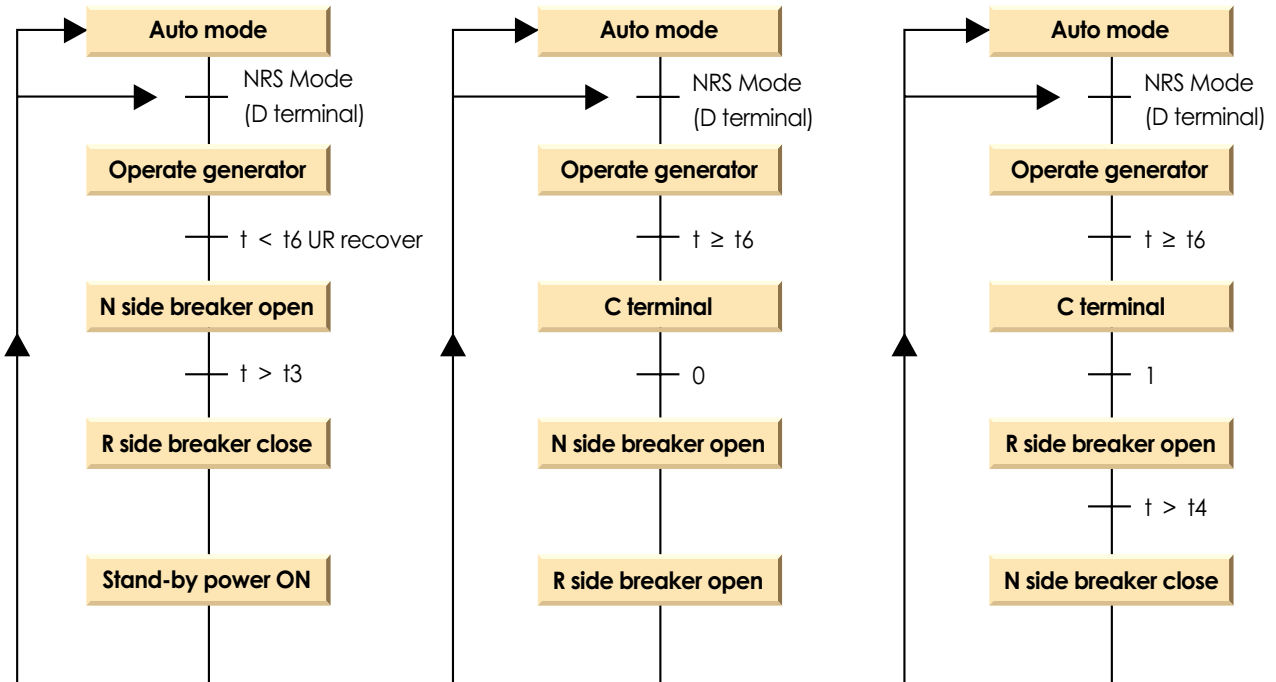 Auto mode
NRS Mode
(D terminal)
Operate generator
t < t6 UR recover
N side breaker open
t > t3
R side breaker close
Stand-by power ON
Auto mode
NRS Mode
(D terminal)
Operate generator
t ≥ t6
C terminal
0
N side breaker open
R side breaker open
Auto mode
NRS Mode
(D terminal)
Operate generator
t ≥ t6
C terminal
1
R side breaker open
t > t4
N side breaker close